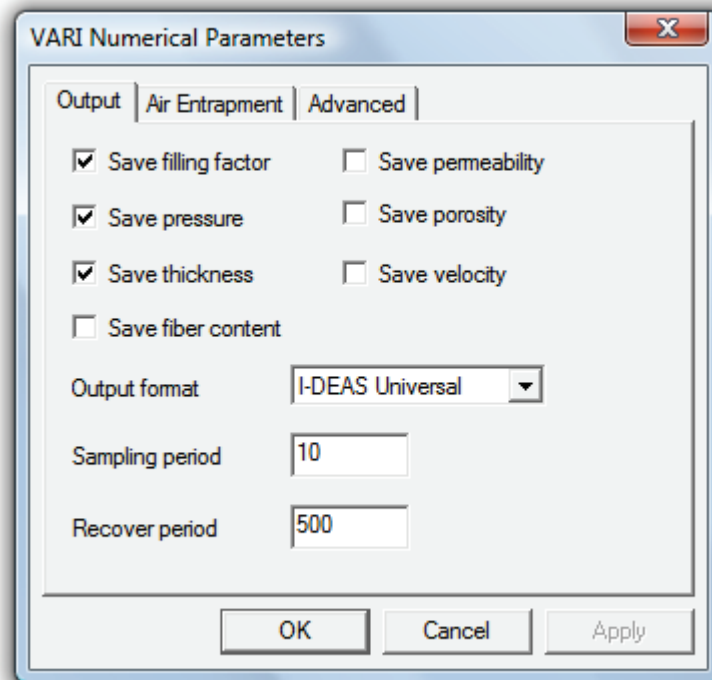 VARI Numerical Parameters
X
Output Air Entrapment Advanced
Save filling factor Save permeability
Save pressure Save porosity
Save thickness Save velocity
Save fiber content
Output format I-DEAS Universal
Sampling period 10
Recover period 500
OK Cancel Apply